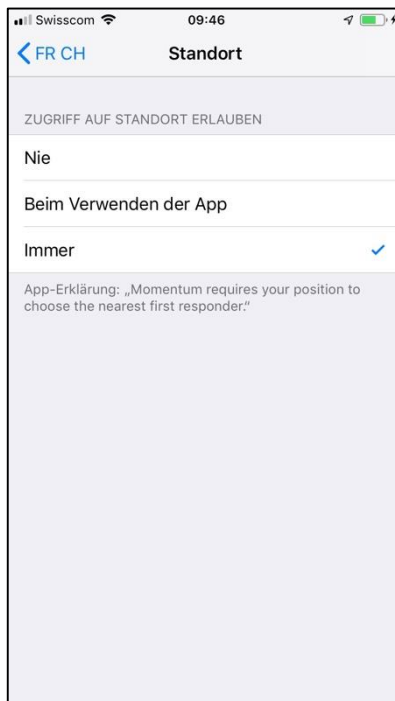 Swisscom 09:46
FR CH Standort
ZUGRIFF AUF STANDORT ERLAUBEN
Nie
Beim Verwenden der App
Immer
App-Erklärung: „Momentum requires your position to
choose the nearest first responder.“